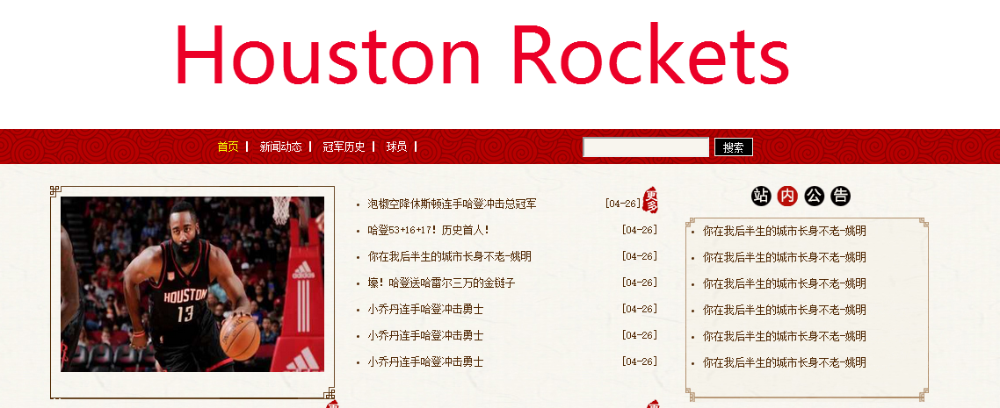 Houston Rockets
首页 新闻动态 冠军历史 球员 搜索
adidas
HOUSTON
13
adidas
泡椒空降休斯顿连手哈登冲击总冠军 [04-26] 更多
哈登53+16+17！历史首人！ [04-26]
你在我后半生的城市长身不老-姚明 [04-26]
壕！哈登送哈雷尔三万的金链子 [04-26]
小乔丹连手哈登冲击勇士 [04-26]
小乔丹连手哈登冲击勇士 [04-26]
小乔丹连手哈登冲击勇士 [04-26]
站内公告
你在我后半生的城市长身不老-姚明
你在我后半生的城市长身不老-姚明
你在我后半生的城市长身不老-姚明
你在我后半生的城市长身不老-姚明
你在我后半生的城市长身不老-姚明
你在我后半生的城市长身不老-姚明